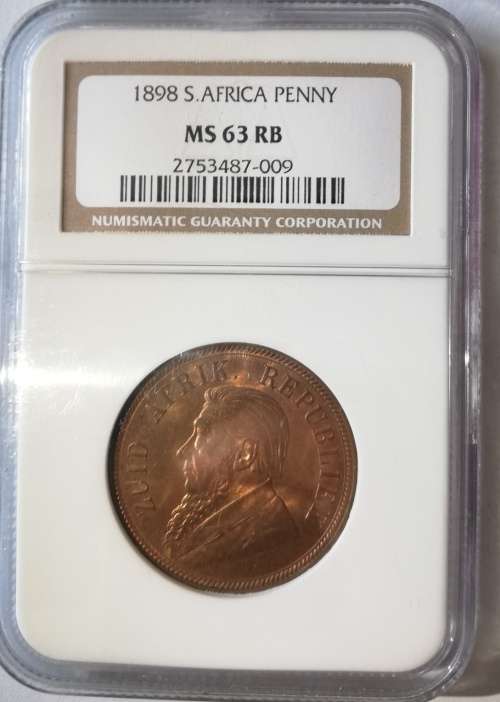 1898 S.AFRICA PENNY
MS 63 RB
2753487-009
NUMISMATIC GUARANTY CORPORATION
ZUID AFRIK. REPUBLIEK